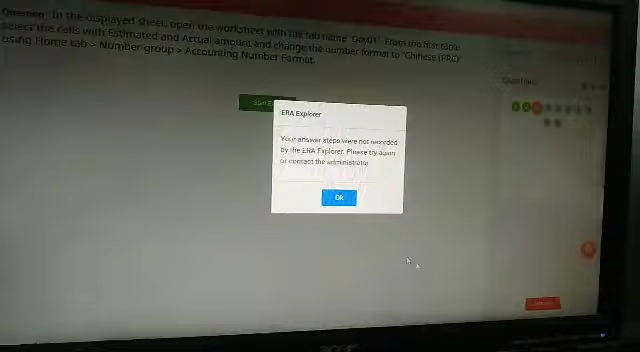 Question: In the displayed sheet, open the worksheet with the tab name 'Day01'. From the first table
select the cells with Estimated and Actual amount and change the number format to 'Chinese (PRC)'
using Home tab > Number group > Accounting Number Format.
ERA Explorer
Your answer steps were not recorded
by the ERA Explorer. Please try again
or contact the administrator
Ok
acer